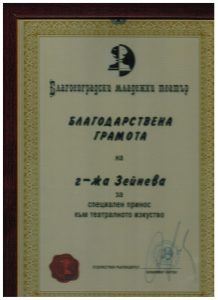 Благоевградски младежки театър
БЛАГОДАРСТВЕНА
ГРАМОТА
на
г-жа Зейнева
за
специален принос
към театралното изкуство